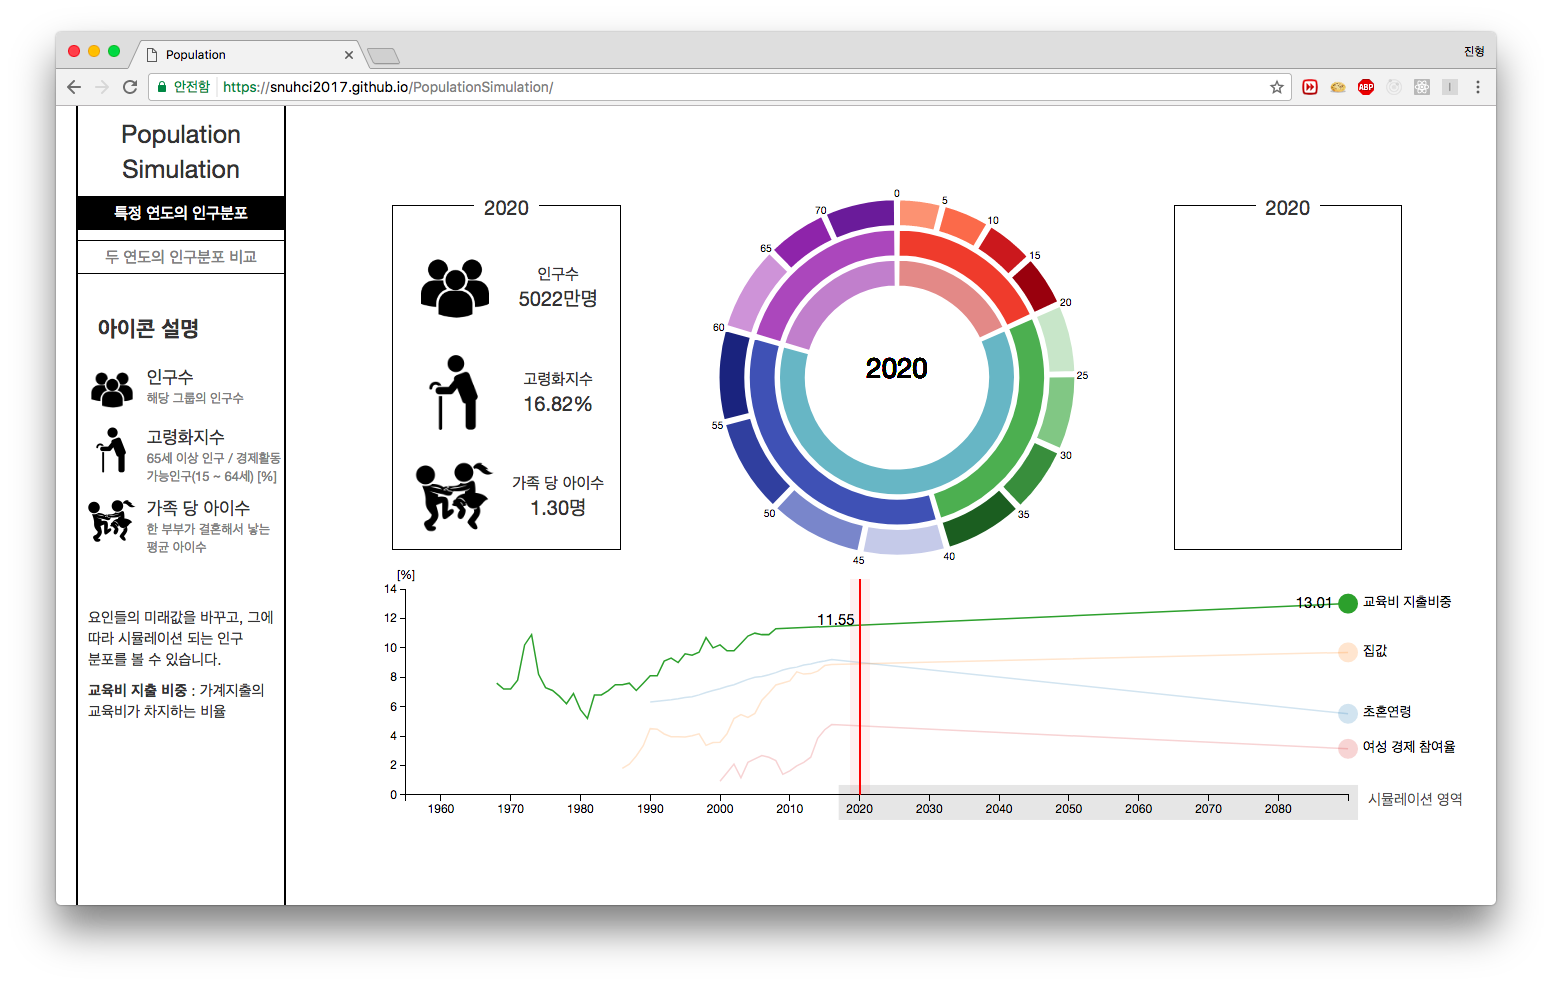 Population
진형
안전함
https://snuhci2017.github.io/PopulationSimulation/
ABP
Population
Simulation
특정 연도의 인구분포
두 연도의 인구분포 비교
아이콘 설명
인구수
해당 그룹의 인구수
고령화지수
65세 이상 인구 / 경제활동
가능인구(15 ~ 64세) [%]
가족 당 아이수
한 부부가 결혼해서 낳는
평균 아이수
요인들의 미래값을 바꾸고, 그에
따라 시뮬레이션 되는 인구
분포를 볼 수 있습니다.
교육비 지출 비중 : 가계지출의
교육비가 차지하는 비율
2020
인구수
5022만명
고령화지수
16.82%
가족 당 아이수
1.30명
0
5
10
15
20
25
30
35
40
45
50
55
60
65
70
2020
2020
[%]
14
12
10
8
6
4
2
0
11.55
13.01
교육비 지출비중
집값
초혼연령
여성 경제 참여율
1960
1970
1980
1990
2000
2010
2020
2030
2040
2050
2060
2070
2080
시뮬레이션 영역